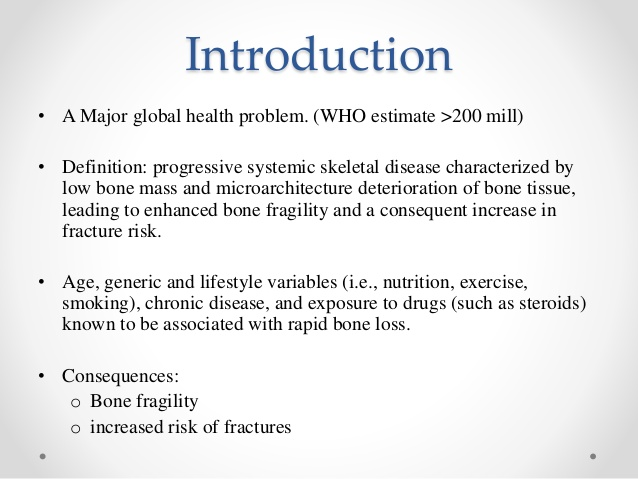 Introduction
• A Major global health problem. (WHO estimate >200 mill)
• Definition: progressive systemic skeletal disease characterized by
low bone mass and microarchitecture deterioration of bone tissue,
leading to enhanced bone fragility and a consequent increase in
fracture risk.
• Age, generic and lifestyle variables (i.e., nutrition, exercise,
smoking), chronic disease, and exposure to drugs (such as steroids)
known to be associated with rapid bone loss.
• Consequences:
o Bone fragility
o increased risk of fractures